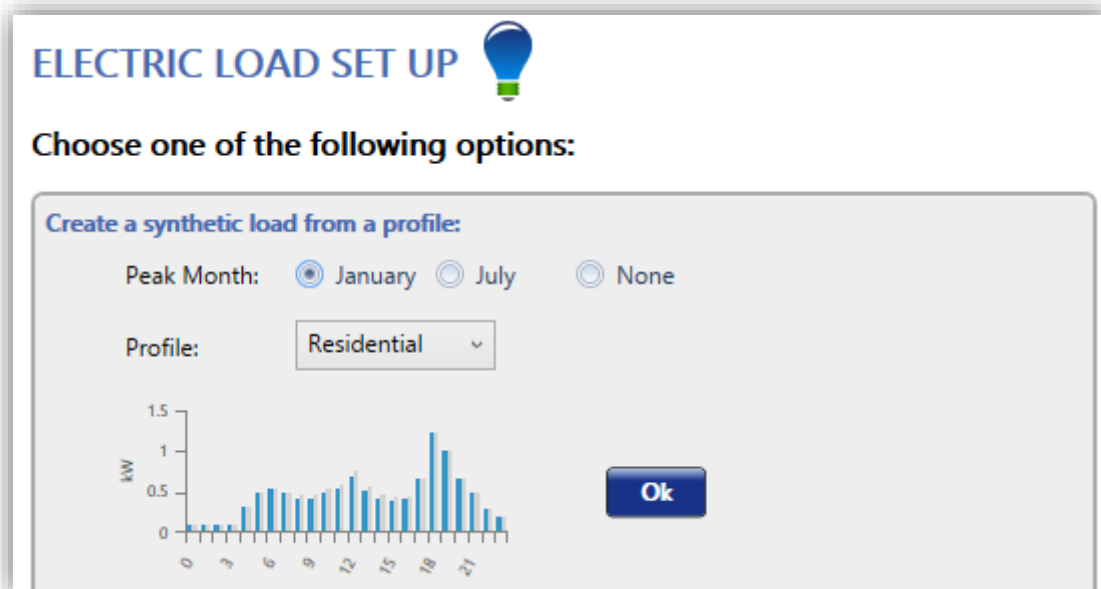 ELECTRIC LOAD SET UP
Choose one of the following options:
Create a synthetic load from a profile:
Peak Month: January July None
Profile: Residential
1.5
1
0.5
0
kW
0 3 6 9 12 15 18 21
Ok